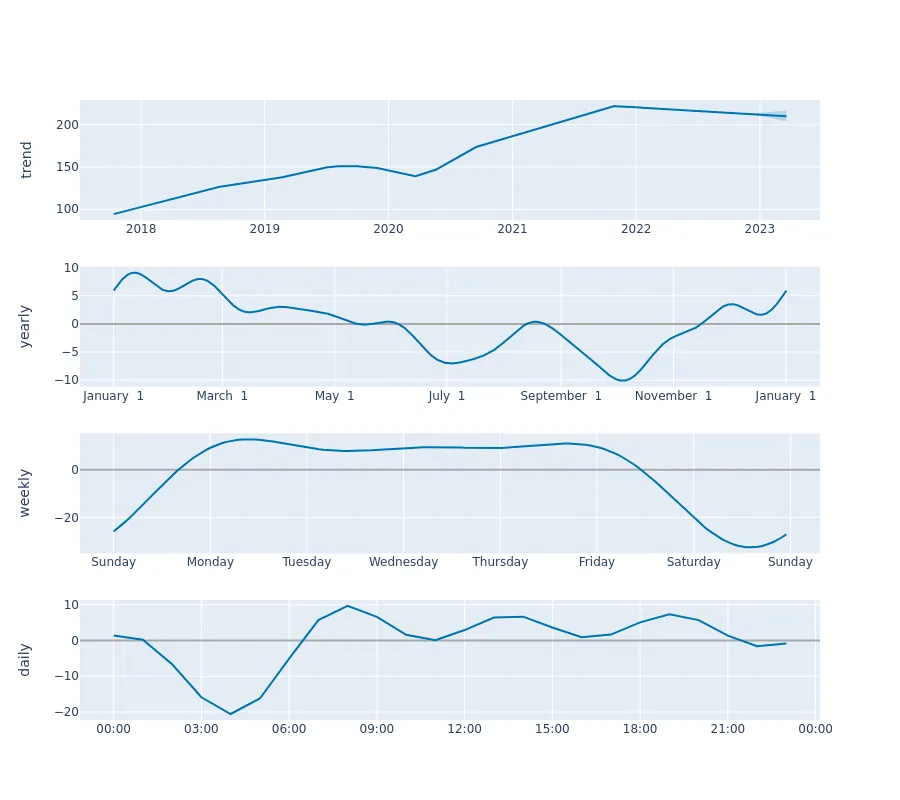 trend
200
150
100
2018 2019 2020 2021 2022 2023
yearly
10
5
0
−5
−10
January 1 March 1 May 1 July 1 September 1 November 1 January 1
weekly
0
−20
Sunday Monday Tuesday Wednesday Thursday Friday Saturday Sunday
daily
10
0
−10
−20
00:00 03:00 06:00 09:00 12:00 15:00 18:00 21:00 00:00